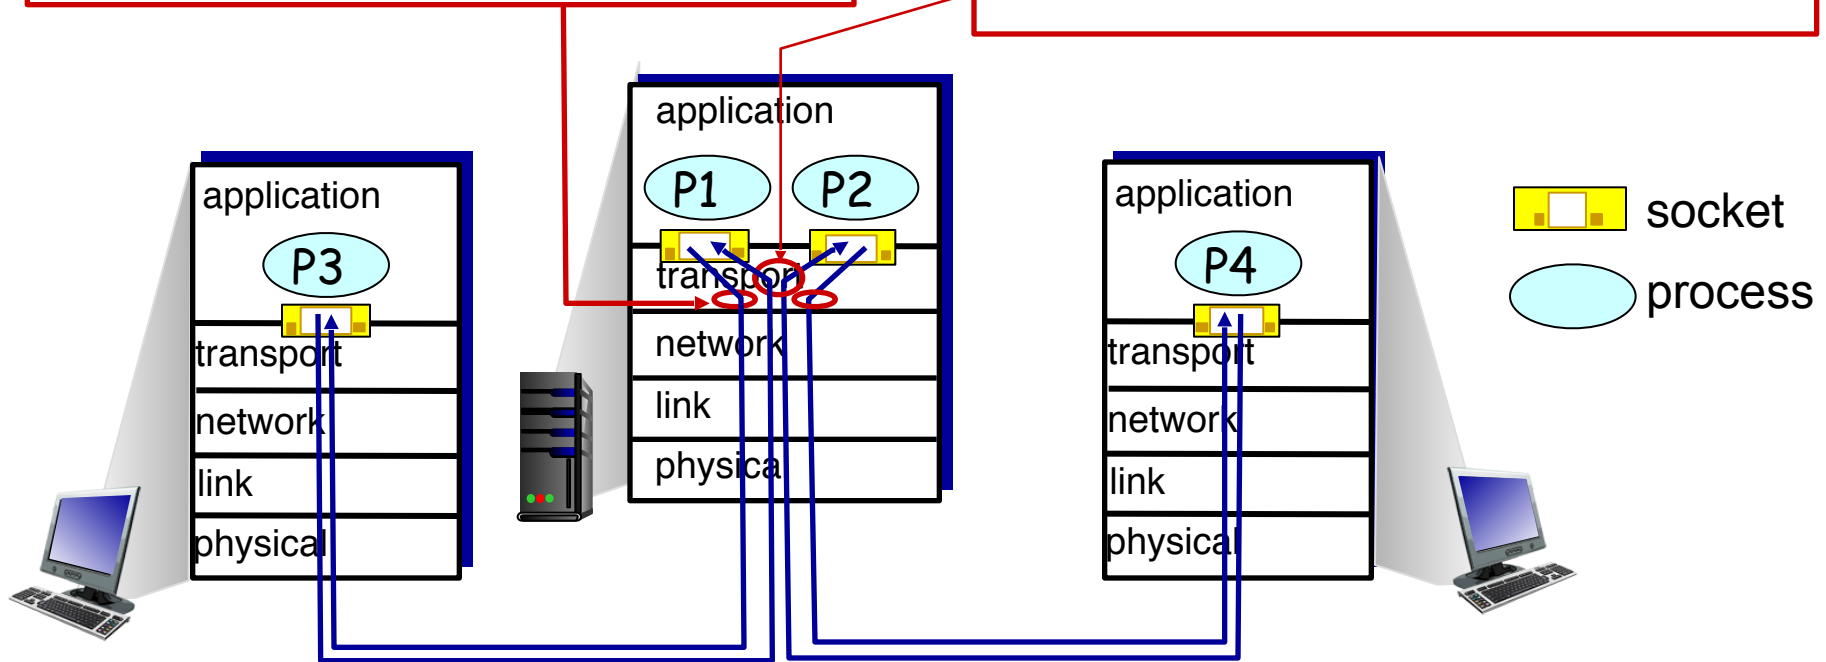 application
P3
transport
network
link
physical
application
P1
P2
transport
network
link
physical
application
P4
transport
network
link
physical
socket
process